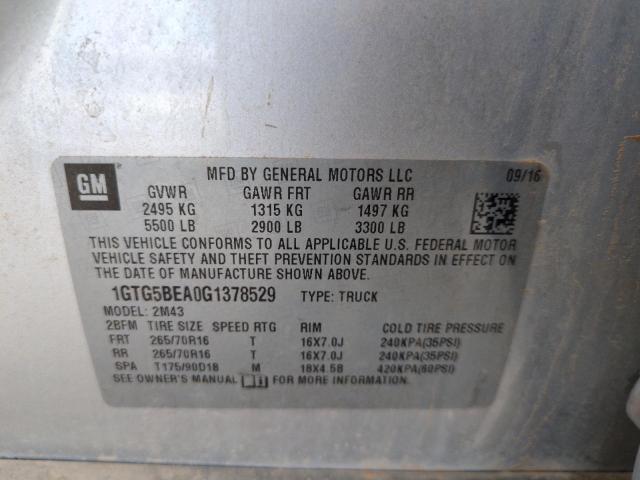 GM MFD BY GENERAL MOTORS LLC 09/16
GVWR GAWR FRT GAWR RR
2495 KG 1315 KG 1497 KG
5500 LB 2900 LB 3300 LB
THIS VEHICLE CONFORMS TO ALL APPLICABLE U.S. FEDERAL MOTOR
VEHICLE SAFETY AND THEFT PREVENTION STANDARDS IN EFFECT ON
THE DATE OF MANUFACTURE SHOWN ABOVE.
1GTG5BEA0G1378529 TYPE: TRUCK
MODEL: 2M43
2BFM TIRE SIZE SPEED RTG RIM COLD TIRE PRESSURE
FRT 265/70R16 T 16X7.0J 240KPA(35PSI)
RR 265/70R16 T 16X7.0J 240KPA(35PSI)
SPA T175/90D18 M 18X4.5B 420KPA(60PSI)
SEE OWNER'S MANUAL FOR MORE INFORMATION.